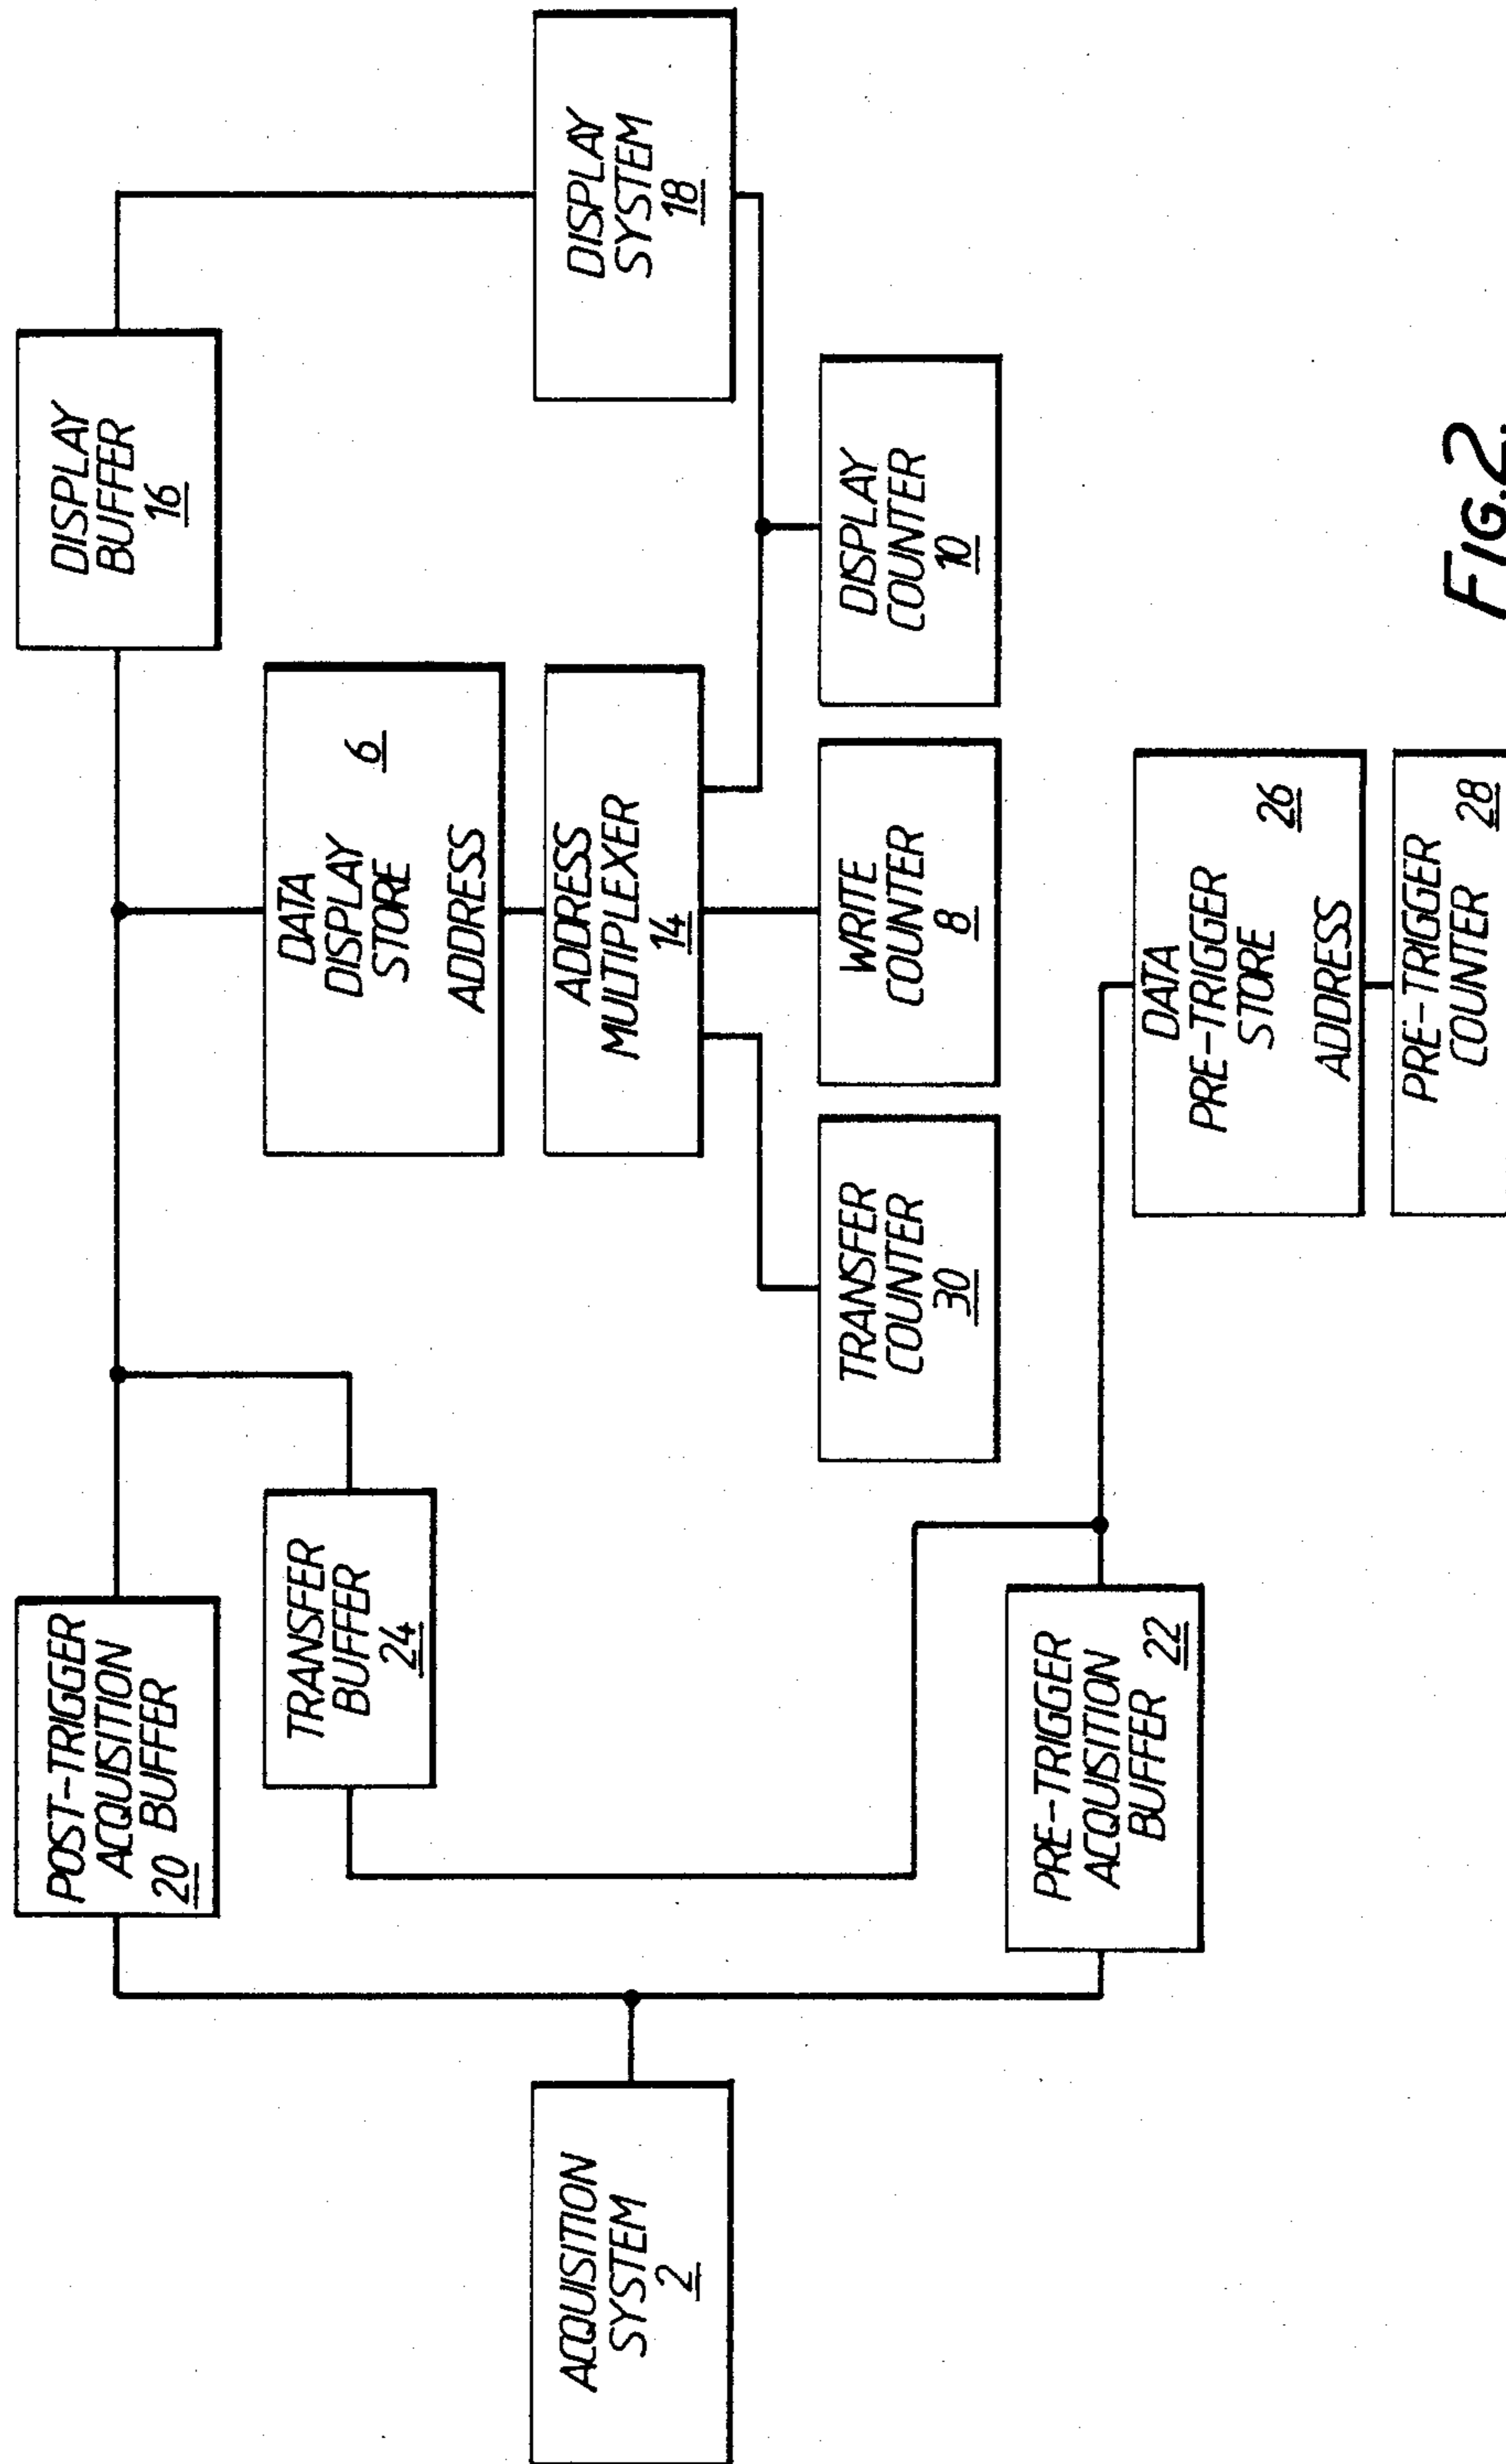 ACQUISITION
SYSTEM
2
POST-TRIGGER
ACQUISITION
20 BUFFER
TRANSFER
BUFFER
24
PRE-TRIGGER
ACQUISITION
BUFFER 22
DISPLAY
BUFFER
16
DATA
DISPLAY
STORE 6
ADDRESS
ADDRESS
MULTIPLEXER
14
TRANSFER
COUNTER
30
WRITE
COUNTER
8
DISPLAY
COUNTER
10
DISPLAY
SYSTEM
18
DATA
PRE-TRIGGER
STORE
26
ADDRESS
PRE-TRIGGER
COUNTER 28
FIG.2.